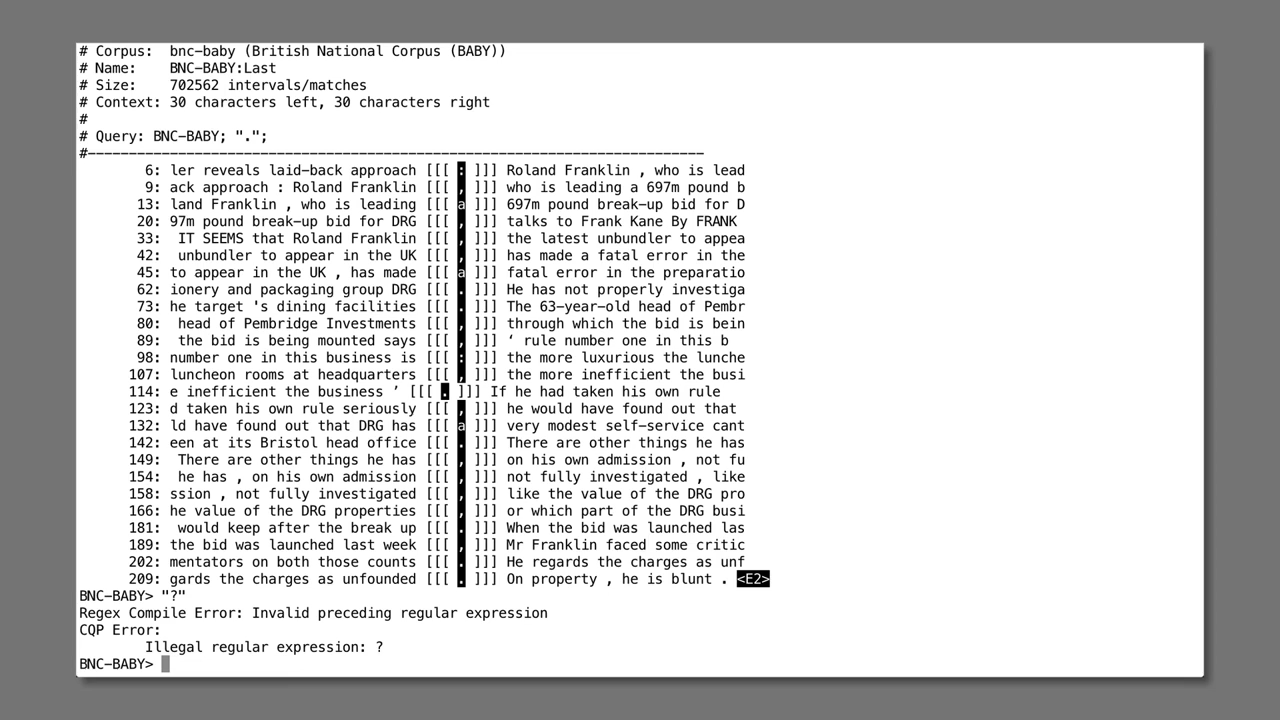 # Corpus:  bnc-baby (British National Corpus (BABY))
# Name:    BNC-BABY:Last
# Size:    702562 intervals/matches
# Context: 30 characters left, 30 characters right
#
# Query: BNC-BABY; ".";
#---------------------------------------------------------------------------
6: ler reveals laid-back approach [[[ : ]]] Roland Franklin , who is lead
9: ack approach : Roland Franklin [[[ , ]]] who is leading a 697m pound b
13: land Franklin , who is leading [[[ a ]]] 697m pound break-up bid for D
20: 97m pound break-up bid for DRG [[[ , ]]] talks to Frank Kane By FRANK
33:  IT SEEMS that Roland Franklin [[[ , ]]] the latest unbundler to appea
42:  unbundler to appear in the UK [[[ , ]]] has made a fatal error in the
45: to appear in the UK , has made [[[ a ]]] fatal error in the preparatio
62: ionery and packaging group DRG [[[ . ]]] He has not properly investiga
73: he target 's dining facilities [[[ . ]]] The 63-year-old head of Pembr
80:  head of Pembridge Investments [[[ , ]]] through which the bid is bein
89:  the bid is being mounted says [[[ , ]]] ‘ rule number one in this b
98: number one in this business is [[[ : ]]] the more luxurious the lunche
107: luncheon rooms at headquarters [[[ , ]]] the more inefficient the busi
114: e inefficient the business ’ [[[ . ]]] If he had taken his own rule
123: d taken his own rule seriously [[[ , ]]] he would have found out that
132: ld have found out that DRG has [[[ a ]]] very modest self-service cant
142: een at its Bristol head office [[[ . ]]] There are other things he has
149:  There are other things he has [[[ , ]]] on his own admission , not fu
154:  he has , on his own admission [[[ , ]]] not fully investigated , like
158: ssion , not fully investigated [[[ , ]]] like the value of the DRG pro
166: he value of the DRG properties [[[ , ]]] or which part of the DRG busi
181:  would keep after the break up [[[ . ]]] When the bid was launched las
189: the bid was launched last week [[[ , ]]] Mr Franklin faced some critic
202: mentators on both those counts [[[ . ]]] He regards the charges as unf
209: gards the charges as unfounded [[[ . ]]] On property , he is blunt . <E2>
BNC-BABY> "?"
Regex Compile Error: Invalid preceding regular expression
CQP Error:
Illegal regular expression: ?
BNC-BABY>